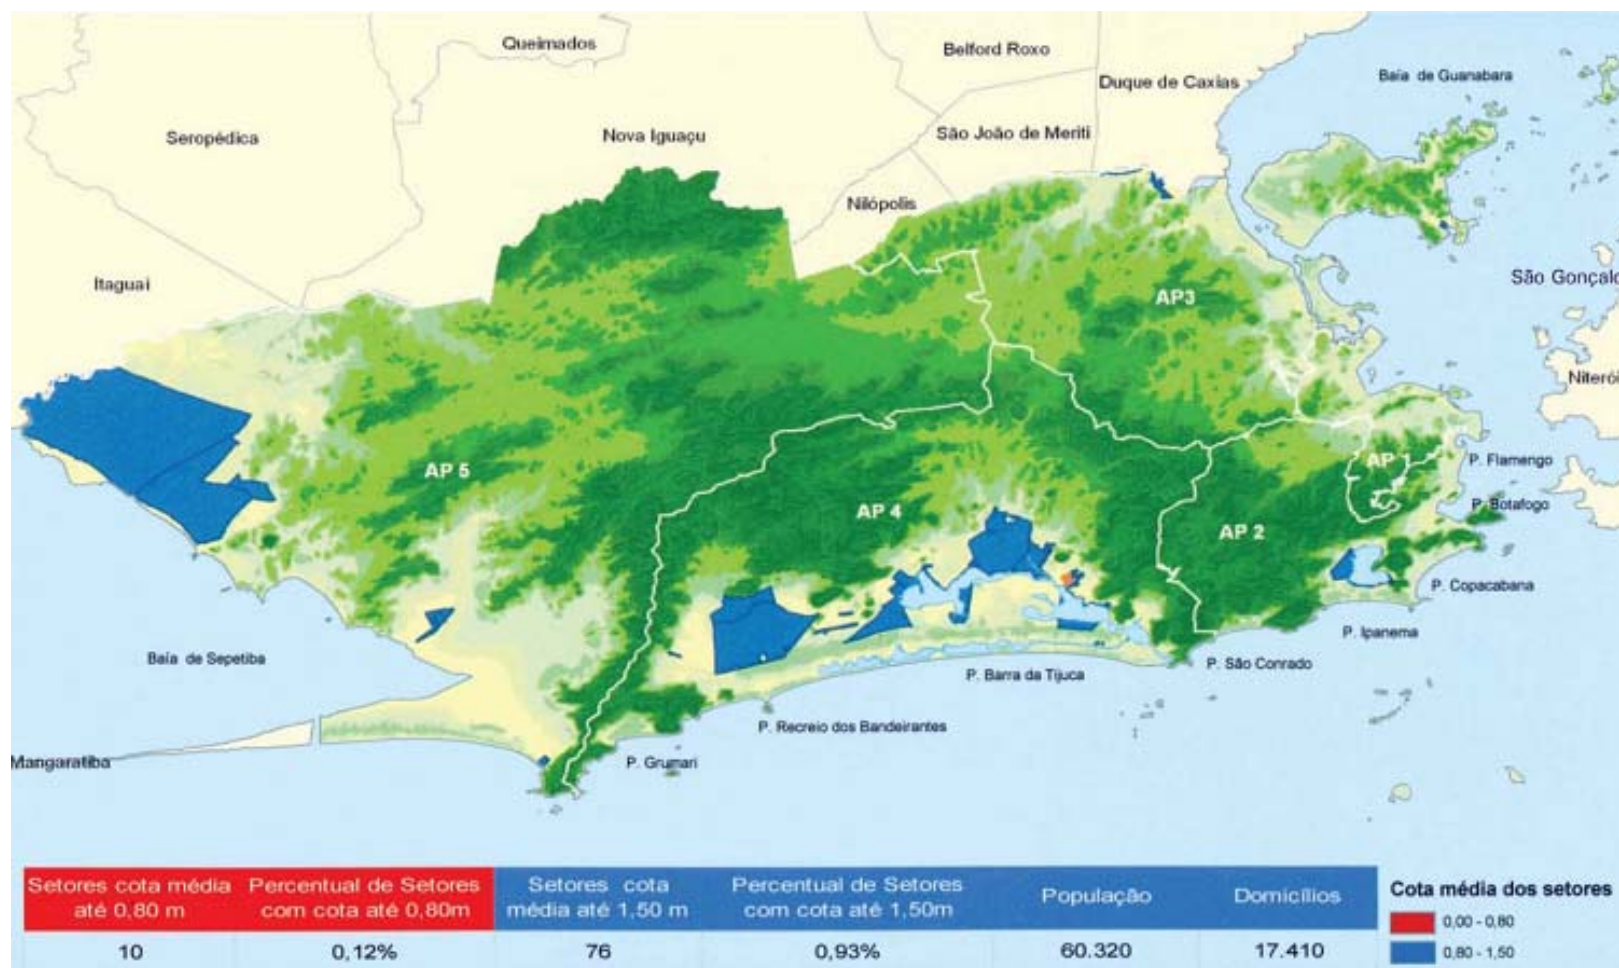 Queimados
Belford Roxo
Duque de Caxias
Baía de Guanabara
Seropédica
Nova Iguaçu
São João de Meriti
Nilópolis
Itaguaí
São Gonçalo
AP3
Niterói
AP 5
AP 1
P. Flamengo
AP 4
P. Botafogo
AP 2
P. Copacabana
P. Ipanema
Baía de Sepetiba
P. São Conrado
P. Barra da Tijuca
P. Recreio dos Bandeirantes
Mangaratiba
P. Grumari
Setores cota média
até 0,80 m
Percentual de Setores
com cota até 0,80m
Setores cota
média até 1,50 m
Percentual de Setores
com cota até 1,50m
População
Domicílios
10
0,12%
76
0,93%
60.320
17.410
Cota média dos setores
0,00 - 0,80
0,80 - 1,50